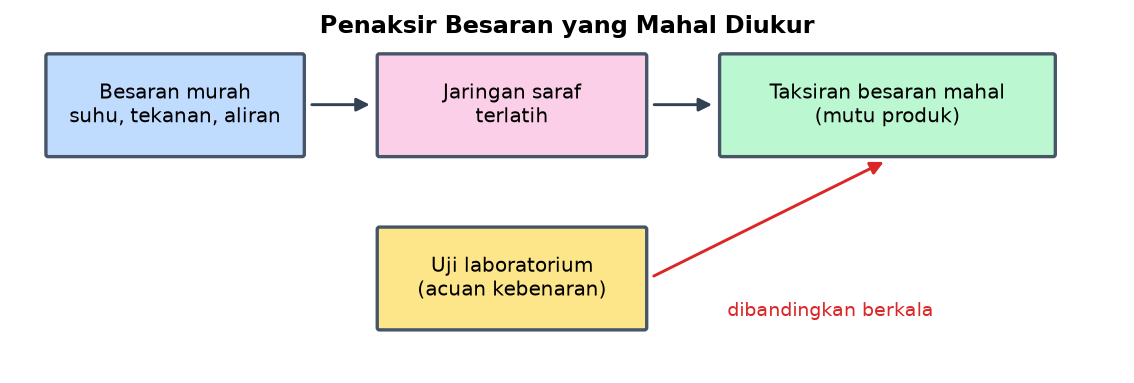 Penaksir Besaran yang Mahal Diukur
Besaran murah
suhu, tekanan, aliran
Jaringan saraf
terlatih
Taksiran besaran mahal
(mutu produk)
Uji laboratorium
(acuan kebenaran)
dibandingkan berkala